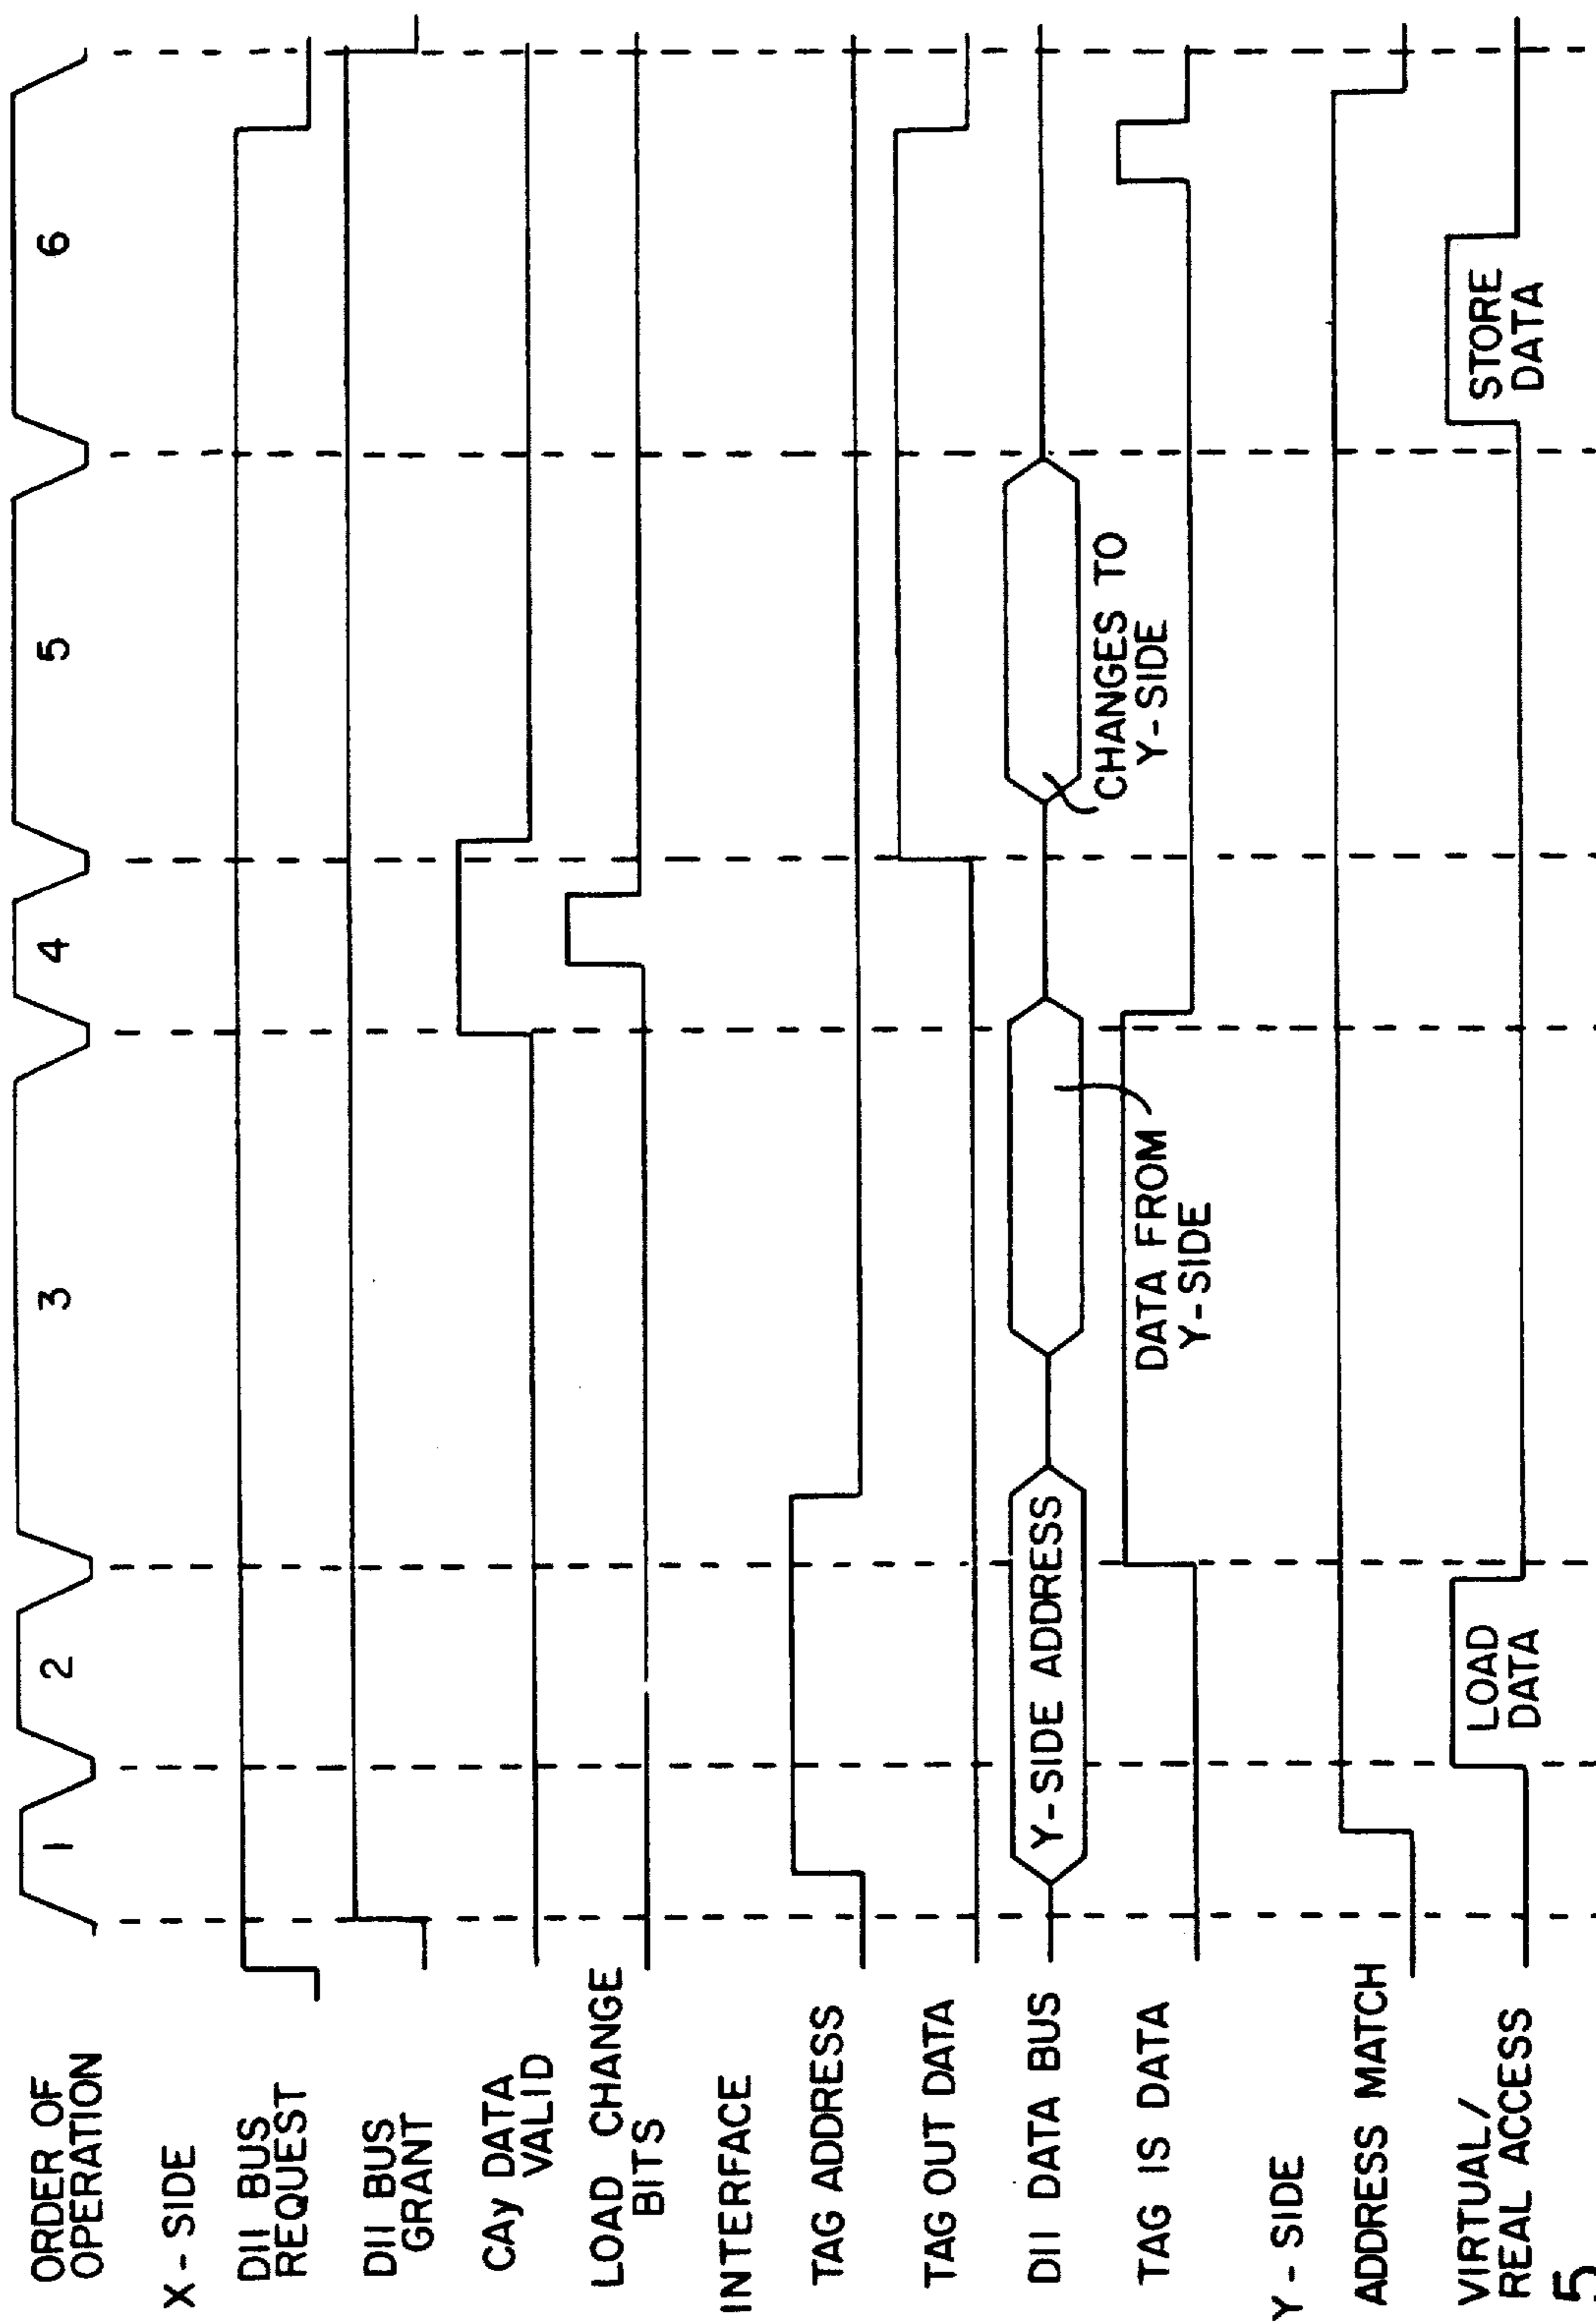 ORDER OF
OPERATION
1 2 3 4 5 6
X-SIDE
DII BUS
REQUEST
DII BUS
GRANT
CAy DATA
VALID
LOAD CHANGE
BITS
INTERFACE
TAG ADDRESS
TAG OUT DATA
DII DATA BUS
Y-SIDE ADDRESS
DATA FROM
Y-SIDE
CHANGES TO
Y-SIDE
TAG IS DATA
Y-SIDE
ADDRESS MATCH
VIRTUAL/
REAL ACCESS
LOAD
DATA
STORE
DATA
5